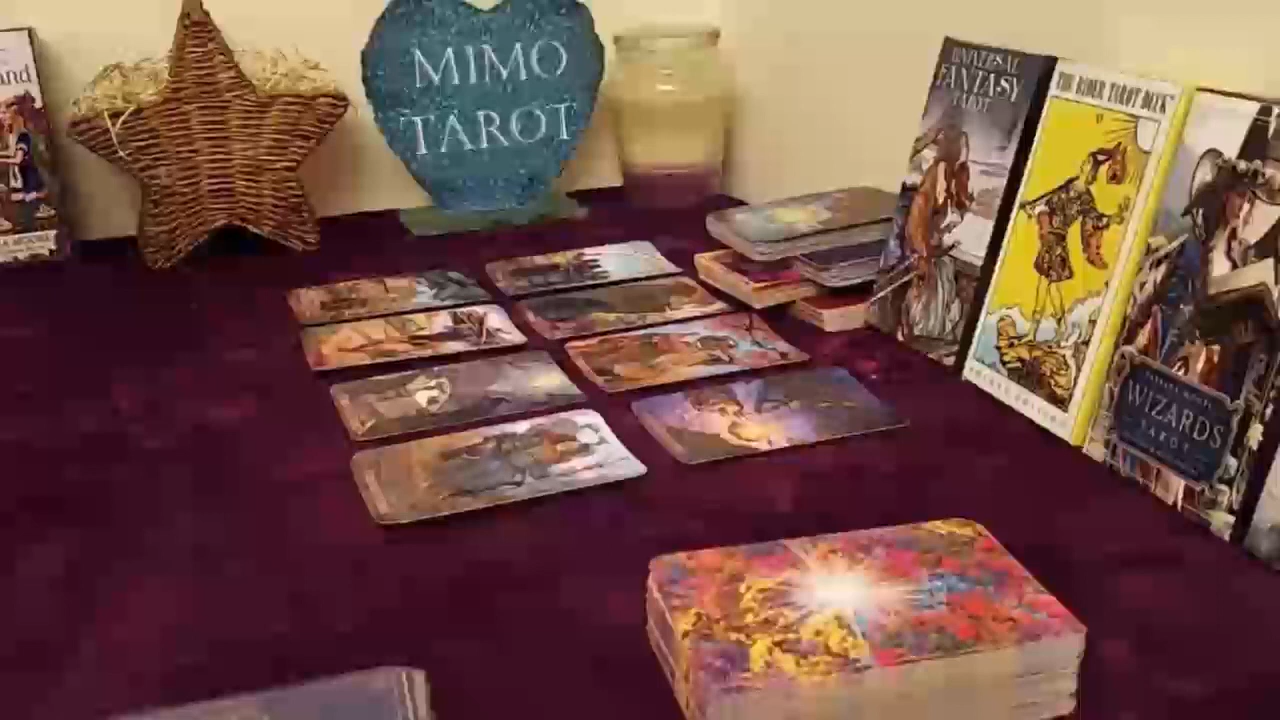 MIMO
TAROT
UNIVERSAL
FANTASY
TAROT
THE RIDER TAROT DECK
WIZARDS
TAROT